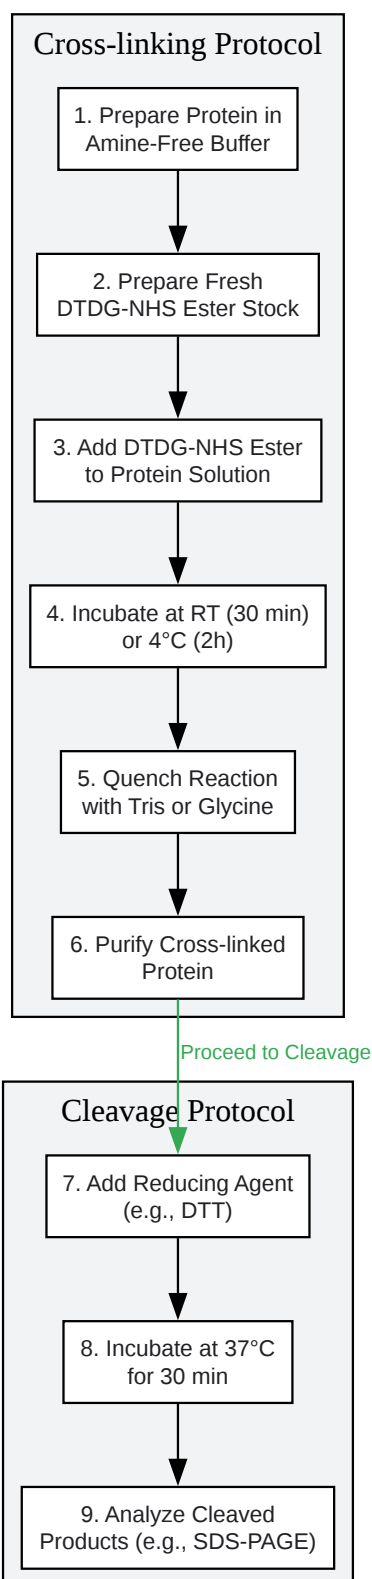 Cross-linking Protocol
1. Prepare Protein in
Amine-Free Buffer
2. Prepare Fresh
DTDG-NHS Ester Stock
3. Add DTDG-NHS Ester
to Protein Solution
4. Incubate at RT (30 min)
or 4°C (2h)
5. Quench Reaction
with Tris or Glycine
6. Purify Cross-linked
Protein
Proceed to Cleavage
Cleavage Protocol
7. Add Reducing Agent
(e.g., DTT)
8. Incubate at 37°C
for 30 min
9. Analyze Cleaved
Products (e.g., SDS-PAGE)